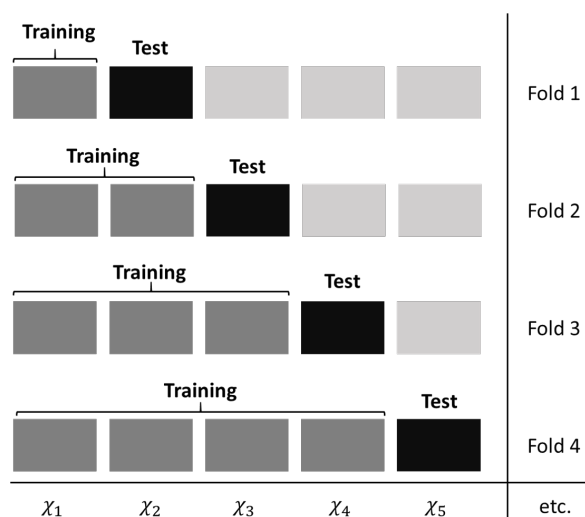 Training
Test
Fold 1
Training
Test
Fold 2
Training
Test
Fold 3
Training
Test
Fold 4
χ1 χ2 χ3 χ4 χ5 etc.